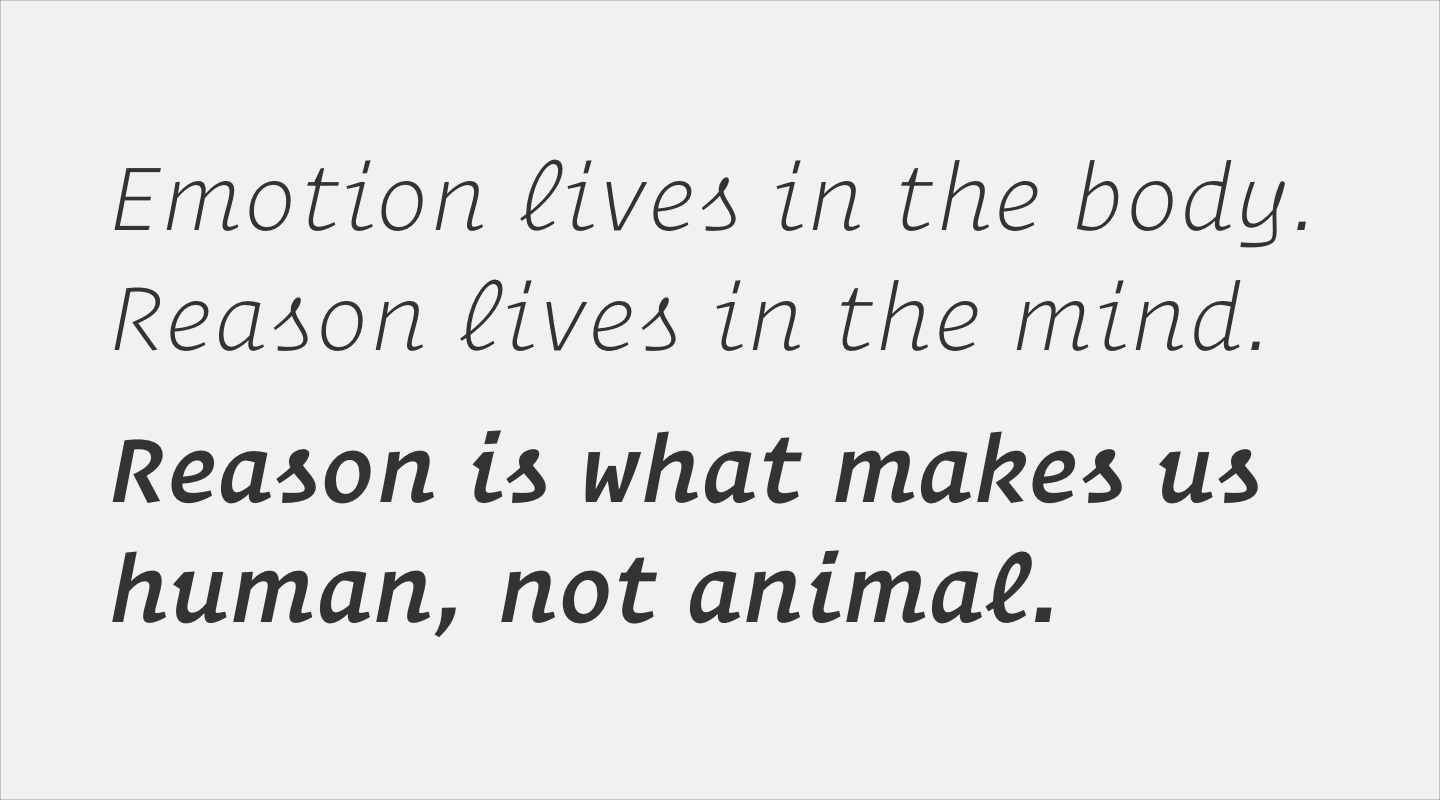 Emotion lives in the body.
Reason lives in the mind.
Reason is what makes us
human, not animal.